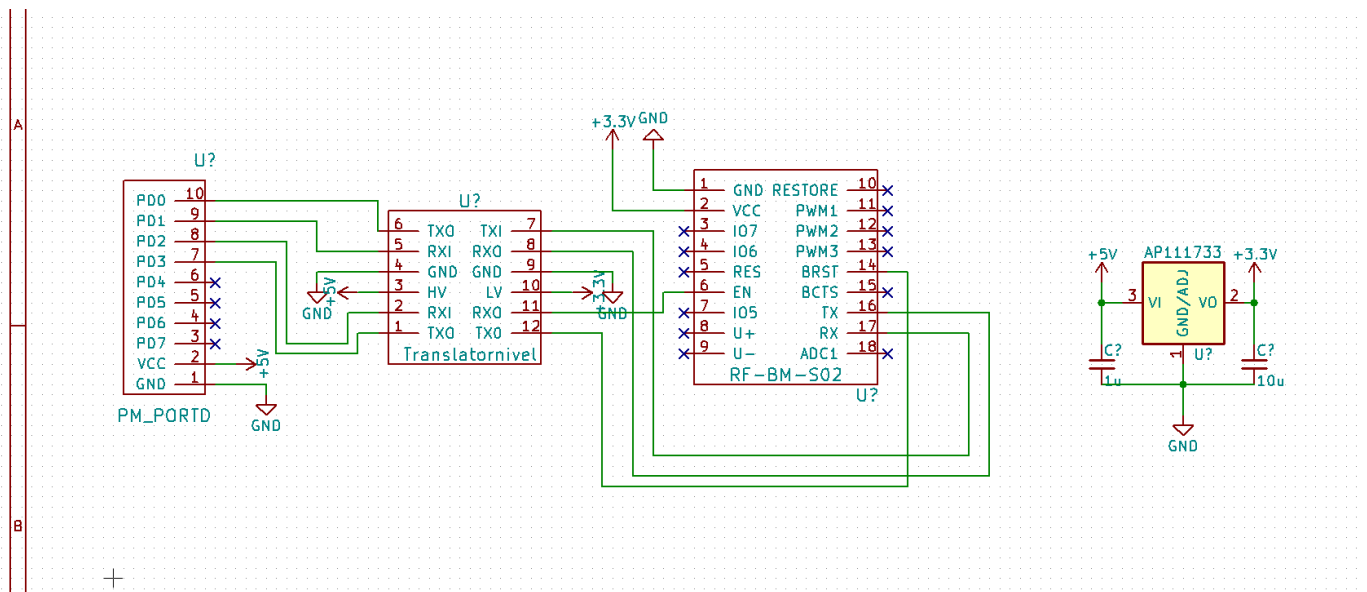 A
B
U?
PD0 10
PD1 9
PD2 8
PD3 7
PD4 6
PD5 5
PD6 4
PD7 3
VCC 2
GND 1
PM_PORTD
+5V
GND
U?
6 TXO TXI 7
5 RXI RXO 8
4 GND GND 9
3 HV LV 10
2 RXI RXO 11
1 TXO TXO 12
Translatornivel
GND
+5V
+3.3V
GND
+3.3V
GND
1 GND RESTORE 10
2 VCC PWM1 11
3 IO7 PWM2 12
4 IO6 PWM3 13
5 RES BRST 14
6 EN BCTS 15
7 IO5 TX 16
8 U+ RX 17
9 U- ADC1 18
RF-BM-S02
U?
+5V
AP111733
+3.3V
3 VI
GND/ADJ
VO 2
1
U?
C?
1u
C?
10u
GND